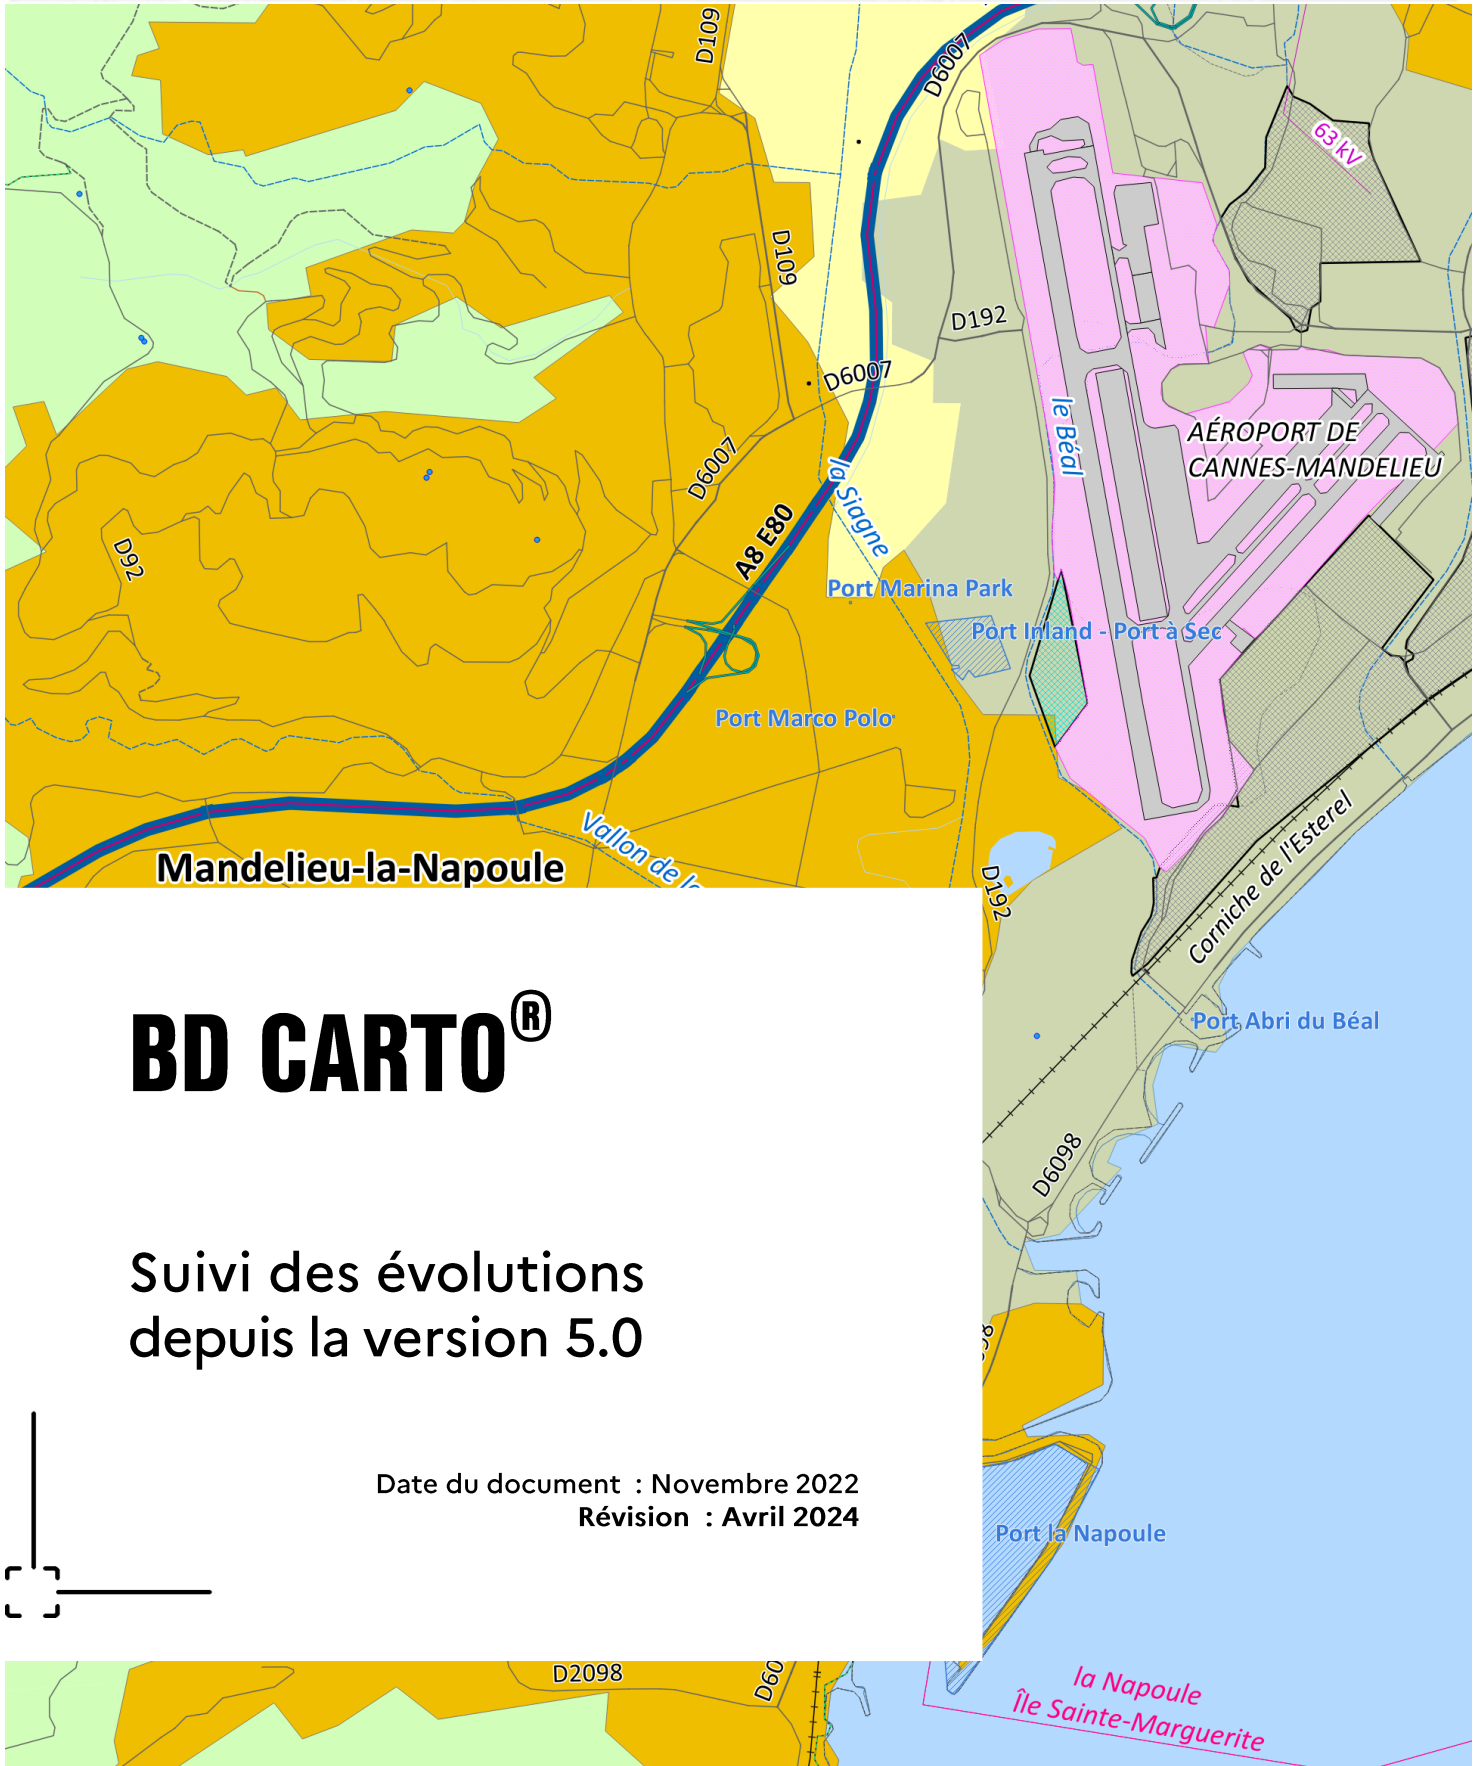 D109
D6007
63 kV
D109
D192
D6007
le Béal
AÉROPORT DE
CANNES-MANDELIEU
D6007
la Siagne
A8 E80
D92
Port Marina Park
Port Inland - Port à Sec
Port Marco Polo
Vallon de
Mandelieu-la-Napoule
Corniche de l'Esterel
D192
BD CARTO®
Port Abri du Béal
D6098
Suivi des évolutions
depuis la version 5.0
Date du document : Novembre 2022
Révision : Avril 2024
Port la Napoule
D2098
la Napoule
Île Sainte-Marguerite